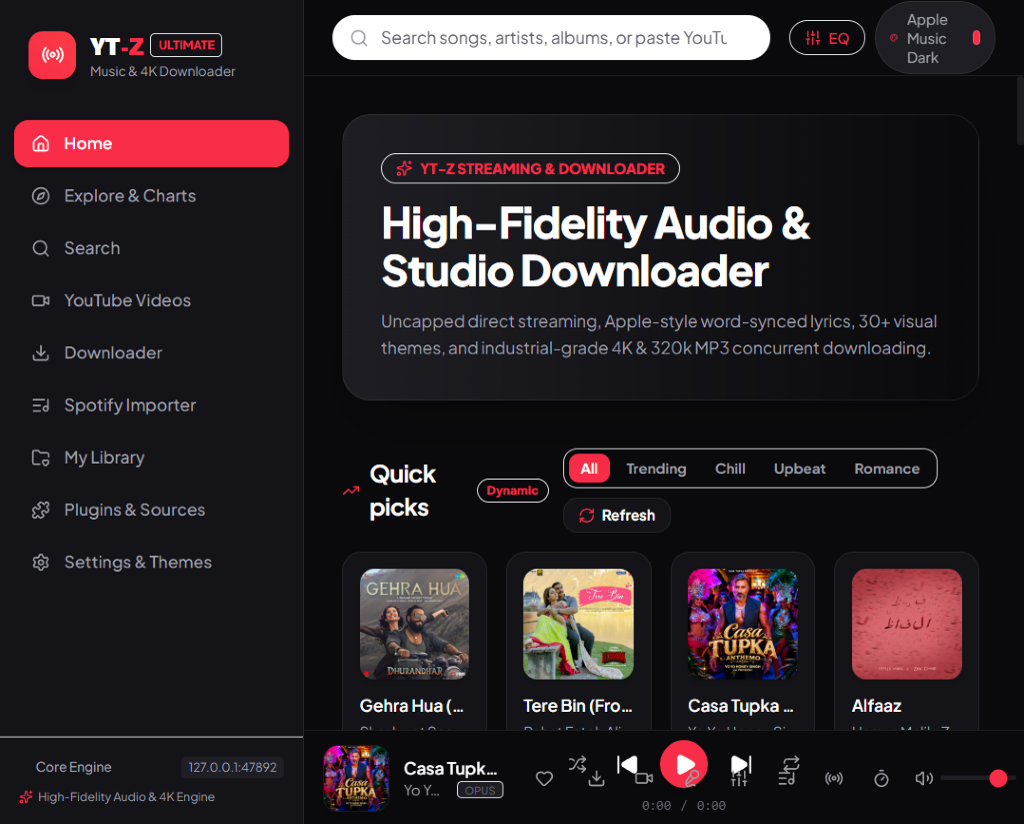 YT-Z ULTIMATE
Music & 4K Downloader
Home
Explore & Charts
Search
YouTube Videos
Downloader
Spotify Importer
My Library
Plugins & Sources
Settings & Themes
Core Engine 127.0.0.1:47892
High-Fidelity Audio & 4K Engine
Search songs, artists, albums, or paste YouTu
EQ
Apple
Music
Dark
YT-Z STREAMING & DOWNLOADER
High-Fidelity Audio &
Studio Downloader
Uncapped direct streaming, Apple-style word-synced lyrics, 30+ visual
themes, and industrial-grade 4K & 320k MP3 concurrent downloading.
Quick
picks
Dynamic
All Trending Chill Upbeat Romance
Refresh
GEHRA HUA
DHURANDHAR
Tere Bin
Casa
TUPKA
ANTHEMO
Gehra Hua (...
Tere Bin (Fro...
Casa Tupka ...
Alfaaz
Casa
TUPKA
Casa Tupk...
Yo Y... OPUS
0:00 / 0:00